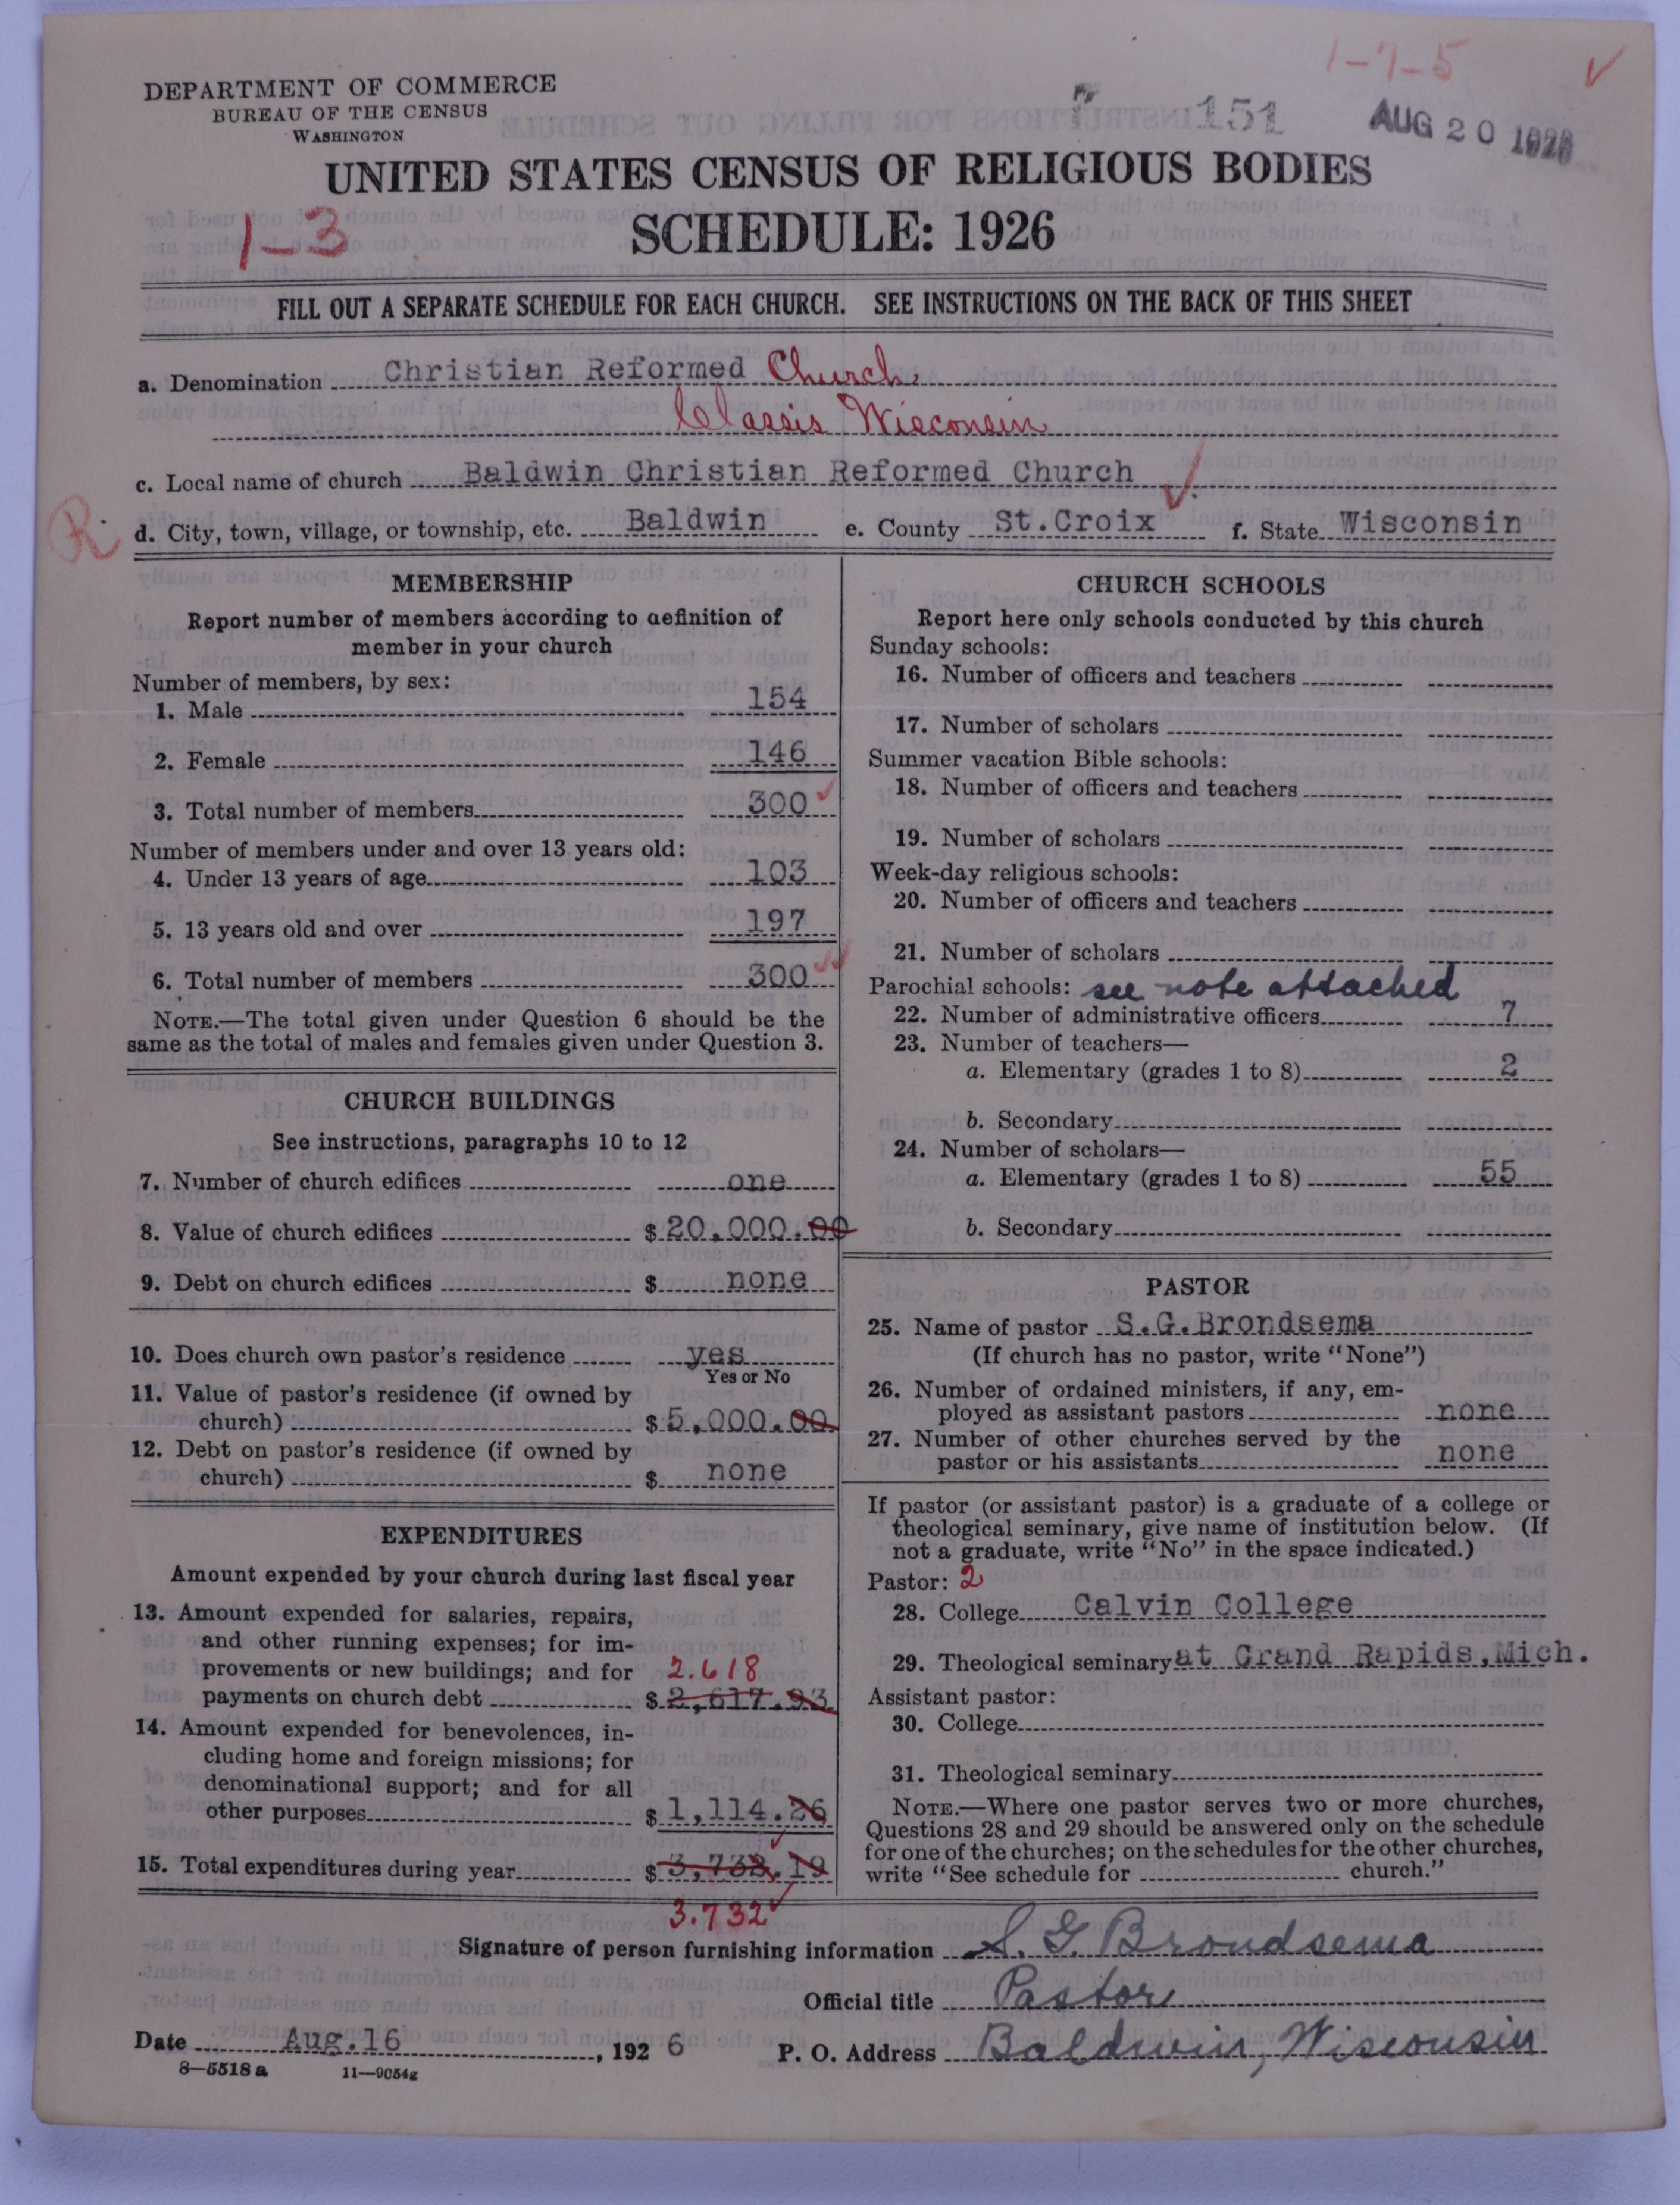 1-7-5 ✓
DEPARTMENT OF COMMERCE
BUREAU OF THE CENSUS
WASHINGTON
7 151 AUG 20 1926
UNITED STATES CENSUS OF RELIGIOUS BODIES
1-3
SCHEDULE: 1926
FILL OUT A SEPARATE SCHEDULE FOR EACH CHURCH. SEE INSTRUCTIONS ON THE BACK OF THIS SHEET
a. Denomination Christian Reformed Church
Classis Wisconsin
c. Local name of church Baldwin Christian Reformed Church ✓
R
d. City, town, village, or township, etc. Baldwin e. County St.Croix f. State Wisconsin
MEMBERSHIP
Report number of members according to definition of
member in your church
Number of members, by sex:
1. Male 154
2. Female 146
3. Total number of members 300 ✓
Number of members under and over 13 years old:
4. Under 13 years of age 103
5. 13 years old and over 197
6. Total number of members 300 ✓✓
NOTE.—The total given under Question 6 should be the
same as the total of males and females given under Question 3.
CHURCH BUILDINGS
See instructions, paragraphs 10 to 12
7. Number of church edifices one
8. Value of church edifices $ 20,000.00
9. Debt on church edifices $ none
10. Does church own pastor's residence yes
Yes or No
11. Value of pastor's residence (if owned by
church) $ 5,000.00
12. Debt on pastor's residence (if owned by
church) $ none
EXPENDITURES
Amount expended by your church during last fiscal year
13. Amount expended for salaries, repairs,
and other running expenses; for im-
provements or new buildings; and for 2.618
payments on church debt $ 2,617.93
14. Amount expended for benevolences, in-
cluding home and foreign missions; for
denominational support; and for all
other purposes $ 1,114.26
15. Total expenditures during year $ 3,732.19
3.732 ✓
CHURCH SCHOOLS
Report here only schools conducted by this church
Sunday schools:
16. Number of officers and teachers
17. Number of scholars
Summer vacation Bible schools:
18. Number of officers and teachers
19. Number of scholars
Week-day religious schools:
20. Number of officers and teachers
21. Number of scholars
Parochial schools: see note attached
22. Number of administrative officers 7
23. Number of teachers—
a. Elementary (grades 1 to 8) 2
b. Secondary
24. Number of scholars—
a. Elementary (grades 1 to 8) 55
b. Secondary
PASTOR
25. Name of pastor S.G.Brondsema
(If church has no pastor, write "None")
26. Number of ordained ministers, if any, em-
ployed as assistant pastors none
27. Number of other churches served by the
pastor or his assistants none
If pastor (or assistant pastor) is a graduate of a college or
theological seminary, give name of institution below. (If
not a graduate, write "No" in the space indicated.)
Pastor: 2
28. College Calvin College
29. Theological seminary at Grand Rapids,Mich.
Assistant pastor:
30. College
31. Theological seminary
NOTE.—Where one pastor serves two or more churches,
Questions 28 and 29 should be answered only on the schedule
for one of the churches; on the schedules for the other churches,
write "See schedule for church."
Signature of person furnishing information S. G. Brondsema
Official title Pastor
Date Aug.16, 1926 P. O. Address Baldwin, Wisconsin
8-5518 a 11-9054g